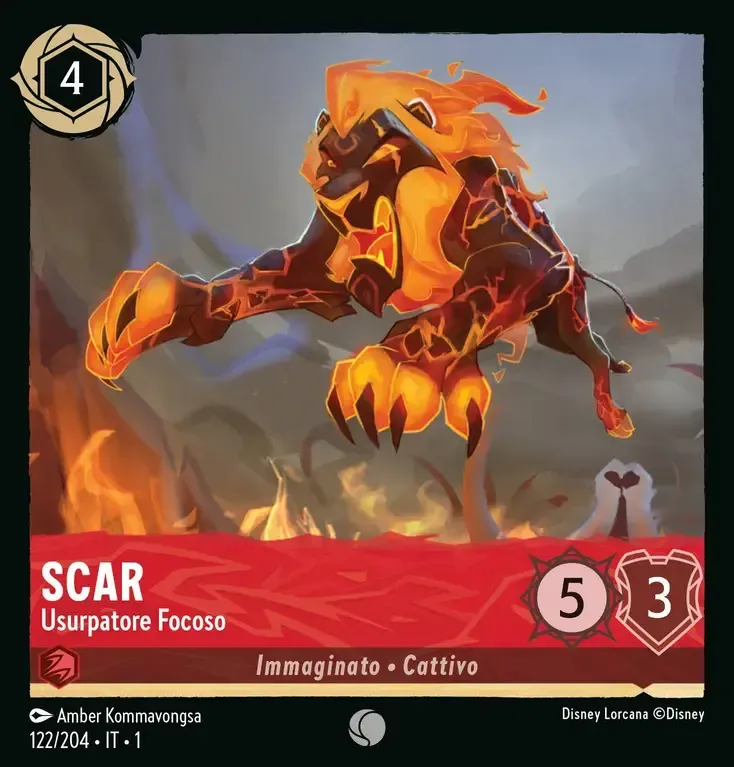 4
SCAR
Usurpatore Focoso
5
3
Immaginato • Cattivo
Amber Kommavongsa
Disney Lorcana ©Disney
122/204 • IT • 1